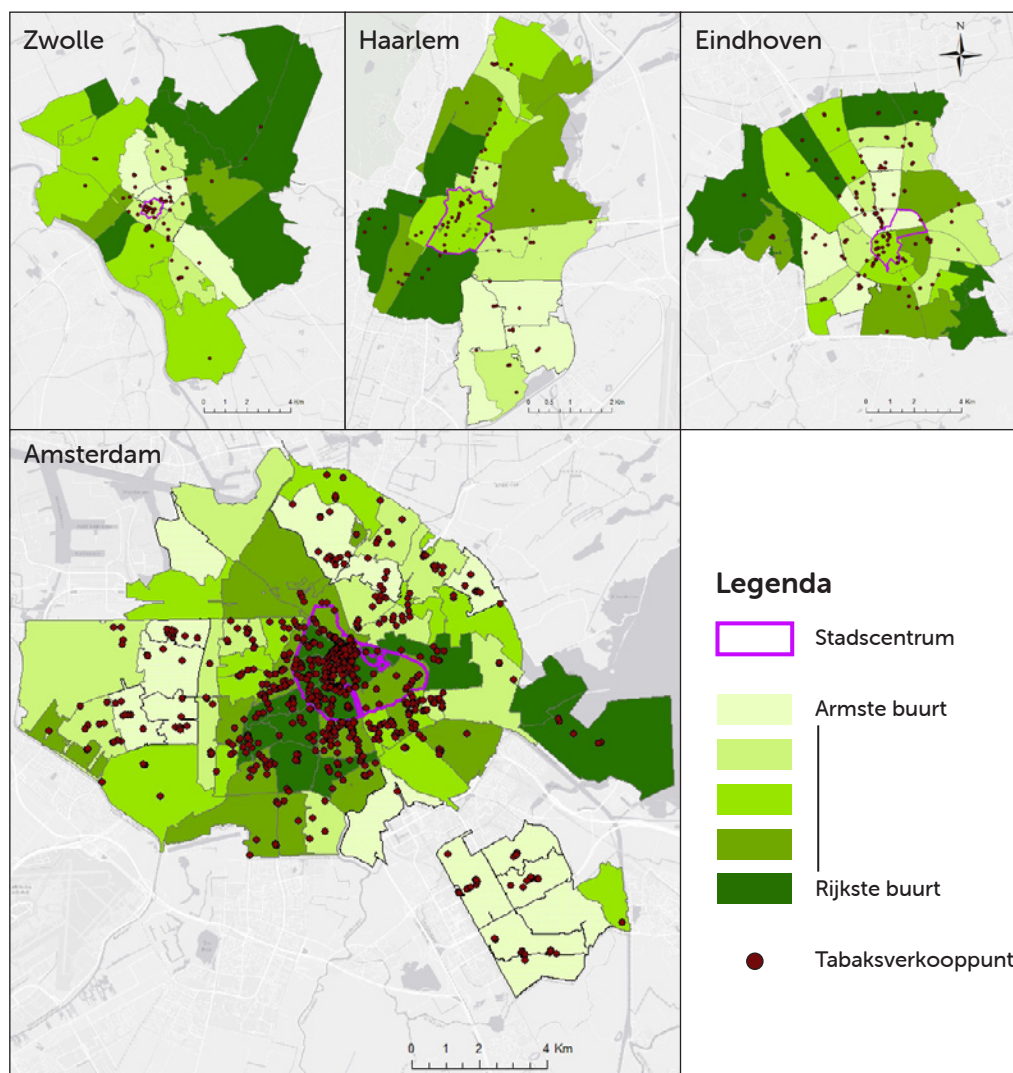 Zwolle
Haarlem
Eindhoven
N
0 1 2 4 Km
0 0.5 1 2 Km
0 1 2 4 Km
Amsterdam
0 1 2 4 Km
Legenda
Stadscentrum
Armste buurt
Rijkste buurt
Tabaksverkooppunt